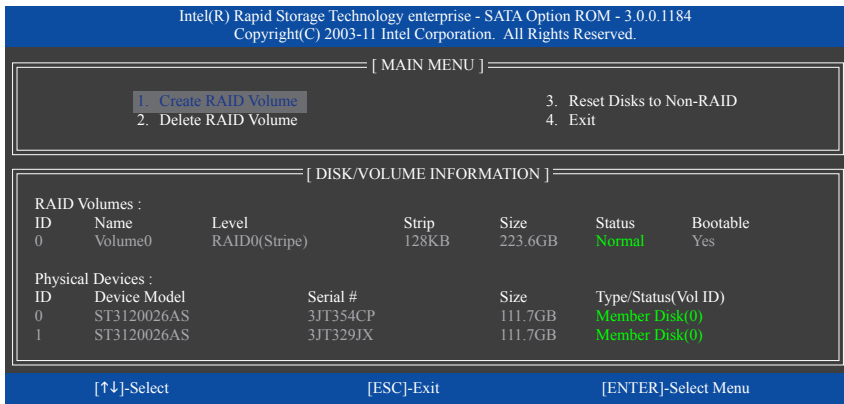 Intel(R) Rapid Storage Technology enterprise - SATA Option ROM - 3.0.0.1184
Copyright(C) 2003-11 Intel Corporation.  All Rights Reserved.
[ MAIN MENU ]
1. Create RAID Volume 3. Reset Disks to Non-RAID
2. Delete RAID Volume 4. Exit
[ DISK/VOLUME INFORMATION ]
RAID Volumes :
ID Name Level Strip Size Status Bootable
0 Volume0 RAID0(Stripe) 128KB 223.6GB Normal Yes
Physical Devices :
ID Device Model Serial # Size Type/Status(Vol ID)
0 ST3120026AS 3JT354CP 111.7GB Member Disk(0)
1 ST3120026AS 3JT329JX 111.7GB Member Disk(0)
[↑↓]-Select [ESC]-Exit [ENTER]-Select Menu